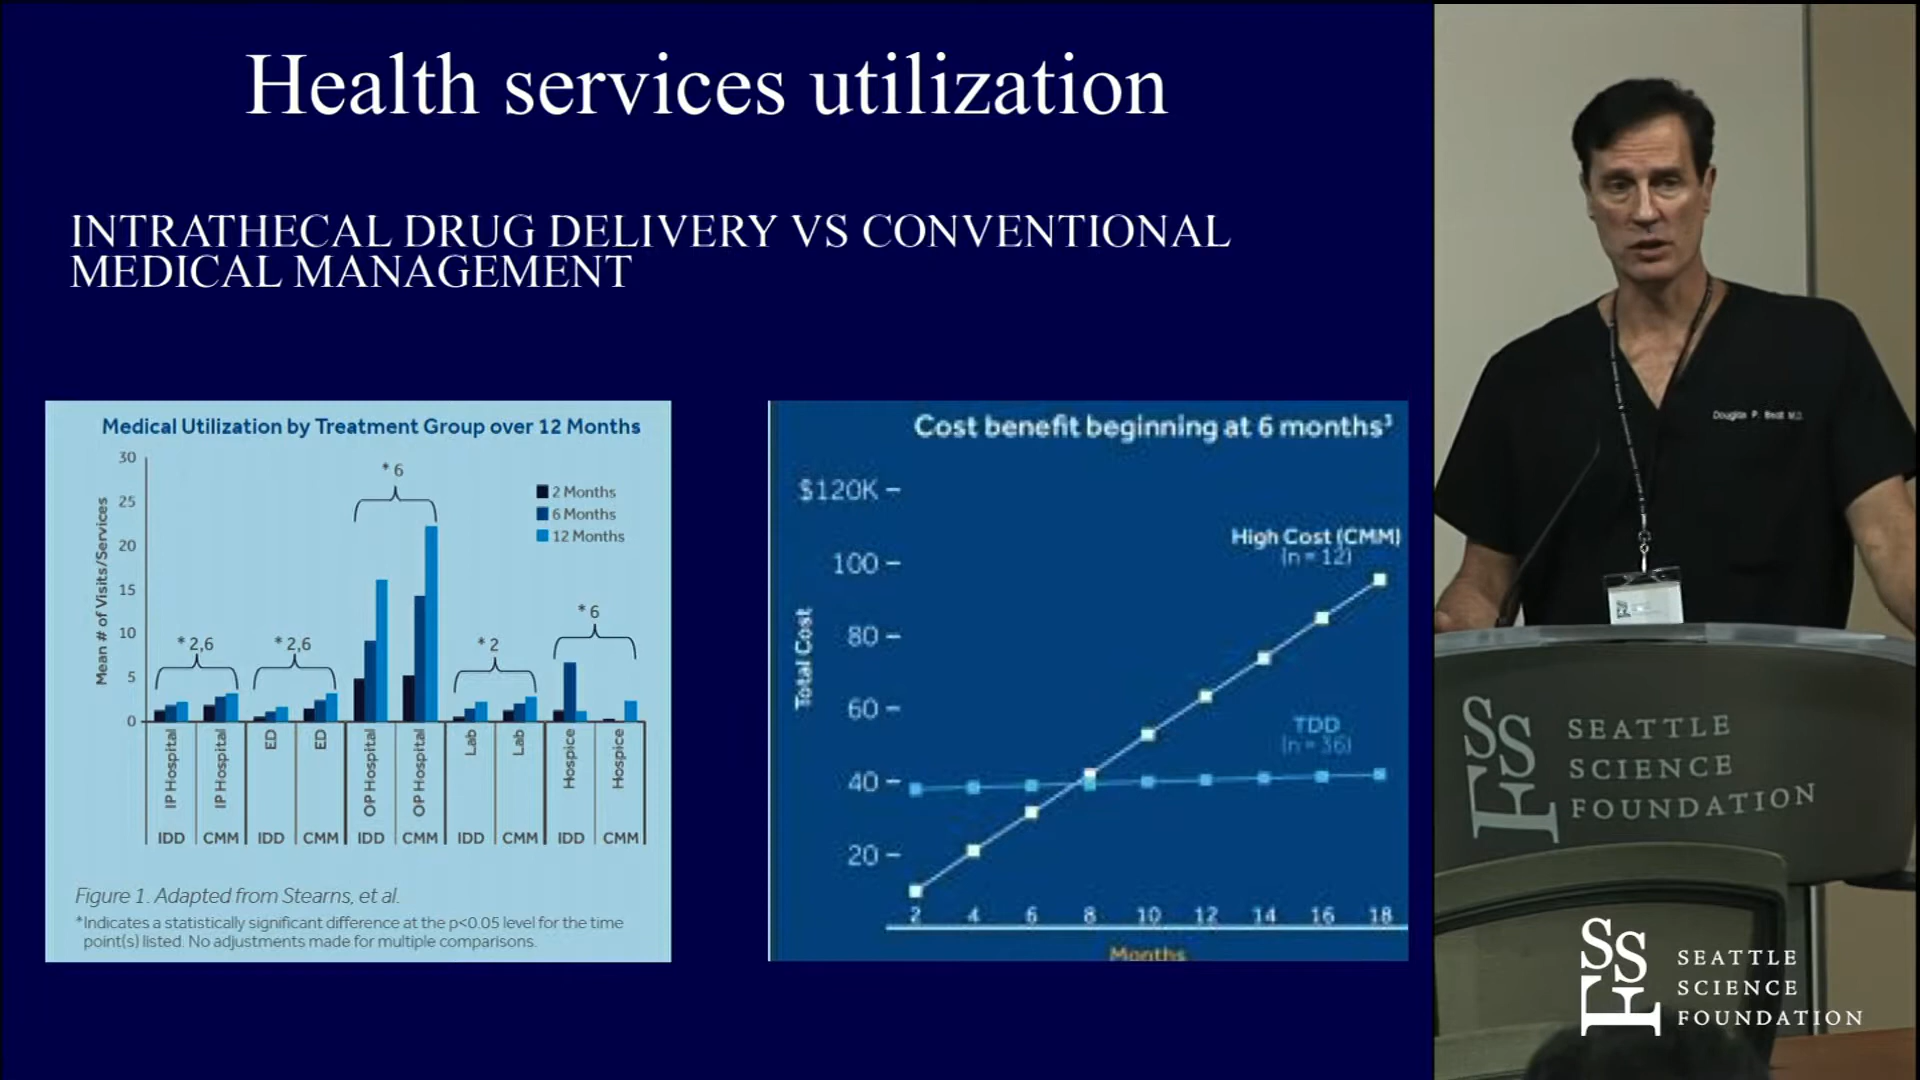 Health services utilization
INTRATHECAL DRUG DELIVERY VS CONVENTIONAL
MEDICAL MANAGEMENT
Medical Utilization by Treatment Group over 12 Months
Mean # of Visits/Services
30
25
20
15
10
5
0
2 Months
6 Months
12 Months
* 2,6
* 2,6
* 6
* 2
* 6
IP Hospital
IP Hospital
ED
ED
OP Hospital
OP Hospital
Lab
Lab
Hospice
Hospice
IDD CMM IDD CMM IDD CMM IDD CMM IDD CMM
Figure 1. Adapted from Stearns, et al.
*Indicates a statistically significant difference at the p<0.05 level for the time
point(s) listed. No adjustments made for multiple comparisons.
Cost benefit beginning at 6 months³
Total Cost
$120K
100
80
60
40
20
High Cost (CMM)
(n = 12)
TDD
(n = 36)
2 4 6 8 10 12 14 16 18
Months
Douglas P. M.D.
SSF
SEATTLE
SCIENCE
FOUNDATION
SSF
SEATTLE
SCIENCE
FOUNDATION